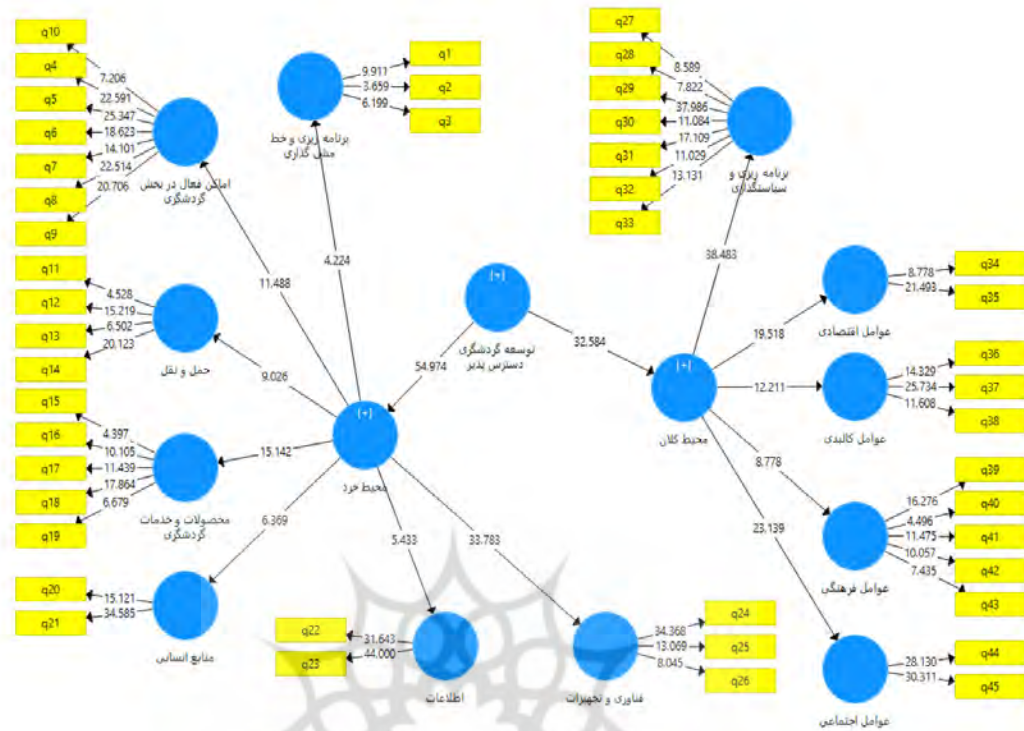 q10
q4
q5
q6
q7
q8
q9
7.206
22.591
25.347
18.623
14.101
22.514
20.706
اماکن فعال در بخش
گردشگری
q1
q2
q3
9.911
3.659
6.199
برنامه ریزی و خط
مشی گذاری
q27
q28
q29
q30
q31
q32
q33
8.589
7.822
37.986
11.084
17.109
11.029
13.131
برنامه ریزی و
سیاستگذاری
4.224
11.488
38.483
q11
q12
q13
q14
4.528
15.219
6.502
20.123
حمل و نقل
9.026
[+]
توسعه گردشگری
دسترس پذیر
54.974
32.584
[+]
محیط کلان
19.518
12.211
8.778
23.139
q34
q35
8.778
21.493
عوامل اقتصادی
q36
q37
q38
14.329
25.734
11.608
عوامل کالبدی
q15
q16
q17
q18
q19
4.397
10.105
11.439
17.864
6.679
محصولات و خدمات
گردشگری
15.142
[+]
محیط خرد
6.369
5.433
33.783
q39
q40
q41
q42
q43
16.276
4.496
11.475
10.057
7.435
عوامل فرهنگی
q20
q21
15.121
34.585
منابع انسانی
q22
q23
31.643
44.000
اطلاعات
q24
q25
q26
34.368
13.069
8.045
فناوری و تجهیزات
q44
q45
28.130
30.311
عوامل اجتماعی